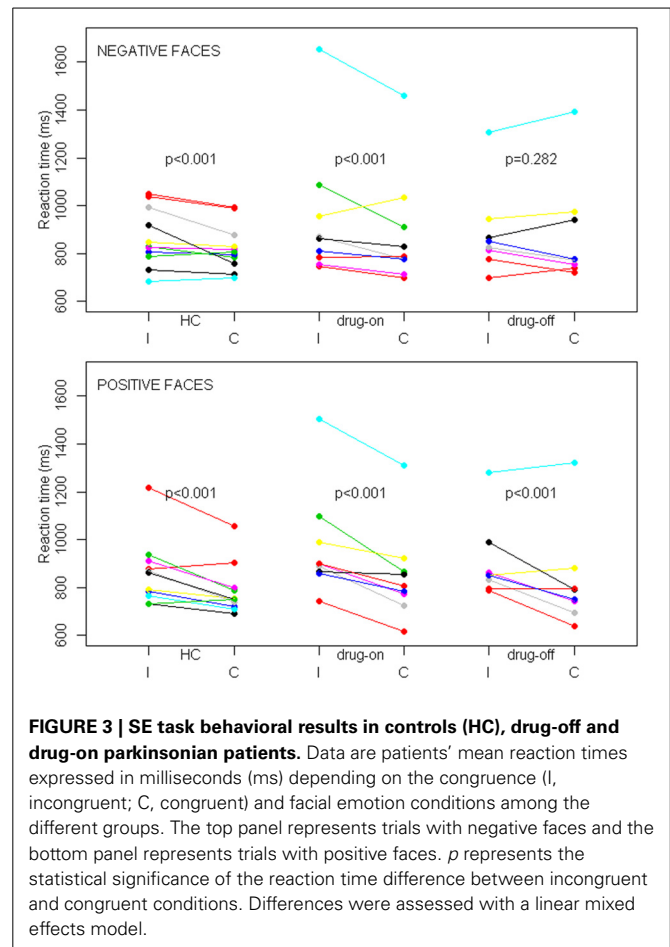 NEGATIVE FACES
Reaction time (ms)
600 800 1000 1200 1400 1600
p<0.001 p<0.001 p=0.282
HC drug-on drug-off
I C I C I C
POSITIVE FACES
Reaction time (ms)
600 800 1000 1200 1400 1600
p<0.001 p<0.001 p<0.001
HC drug-on drug-off
I C I C I C
FIGURE 3 | SE task behavioral results in controls (HC), drug-off and
drug-on parkinsonian patients. Data are patients’ mean reaction times
expressed in milliseconds (ms) depending on the congruence (I,
incongruent; C, congruent) and facial emotion conditions among the
different groups. The top panel represents trials with negative faces and the
bottom panel represents trials with positive faces. p represents the
statistical significance of the reaction time difference between incongruent
and congruent conditions. Differences were assessed with a linear mixed
effects model.